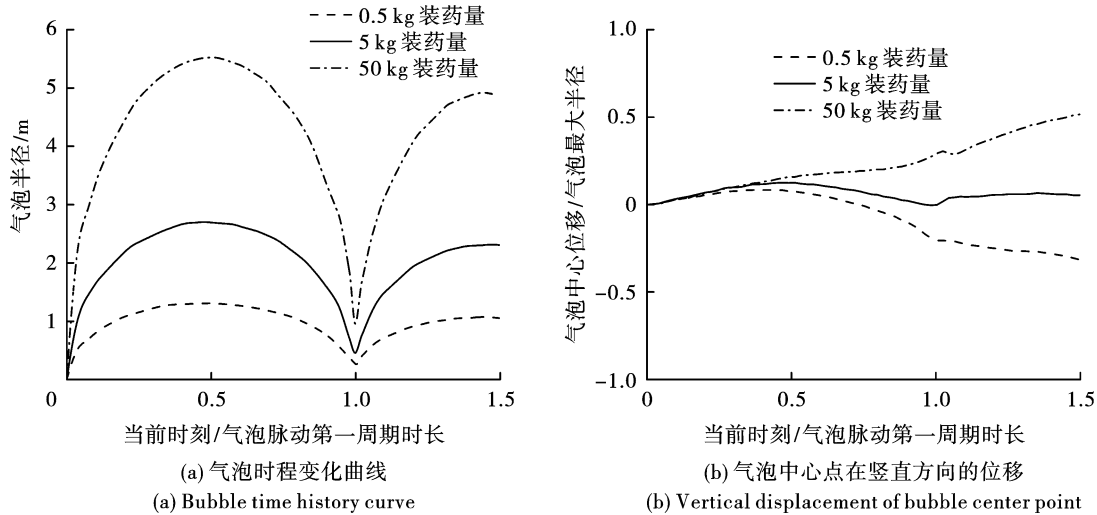 6
5
4
3
2
1
0
0.5
1.0
1.5
气泡半径/m
0.5 kg 装药量
5 kg 装药量
50 kg 装药量
当前时刻/气泡脉动第一周期时长
(a) 气泡时程变化曲线
(a) Bubble time history curve
1.0
0.5
0
−0.5
−1.0
0
0.5
1.0
1.5
气泡中心位移/气泡最大半径
0.5 kg 装药量
5 kg 装药量
50 kg 装药量
当前时刻/气泡脉动第一周期时长
(b) 气泡中心点在竖直方向的位移
(b) Vertical displacement of bubble center point